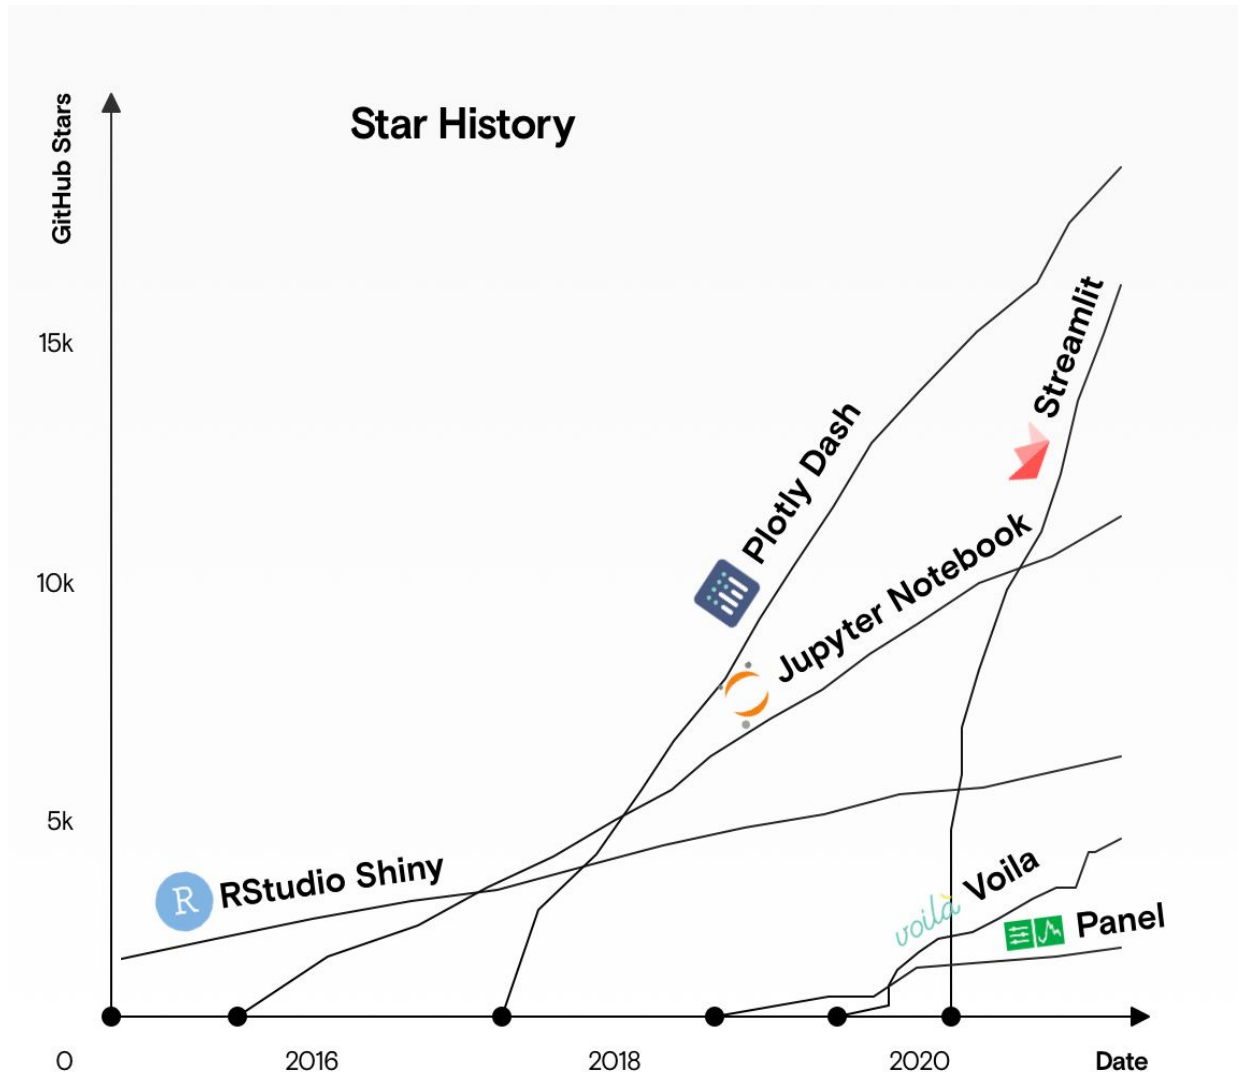 Star History
GitHub Stars
15k
10k
5k
O
2016
2018
2020
Date
Plotly Dash
Streamlit
Jupyter Notebook
R
RStudio Shiny
voilà
Voila
Panel